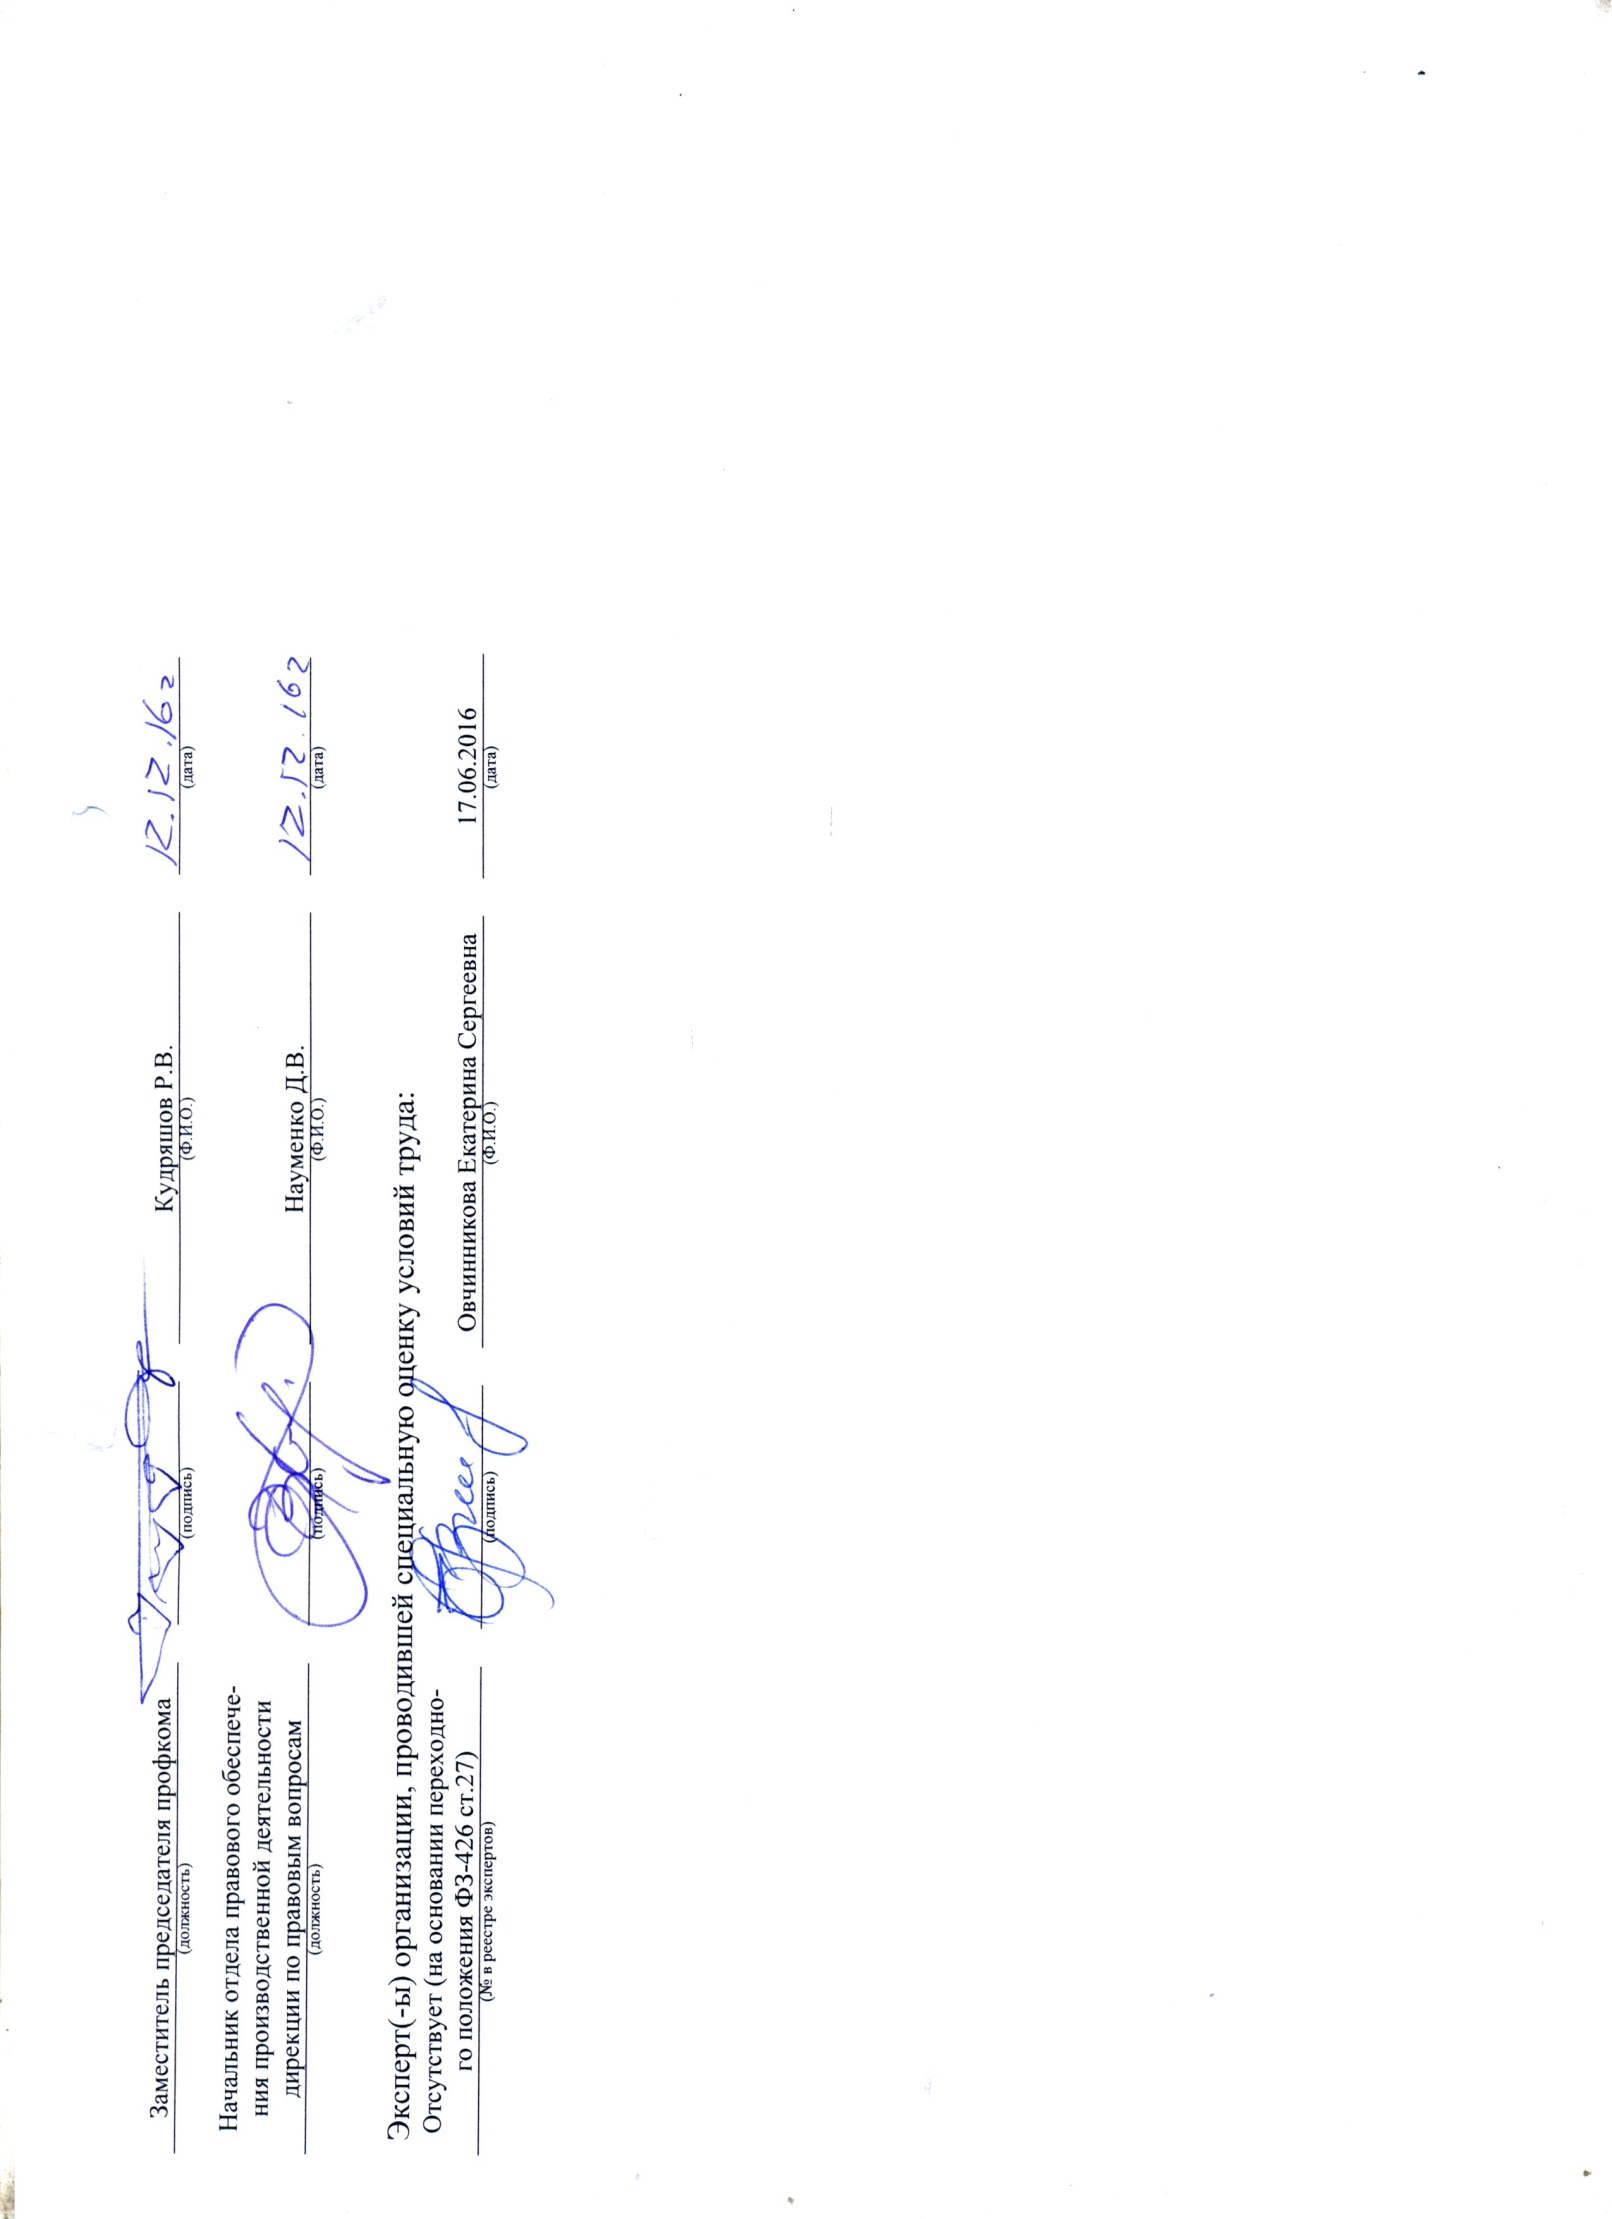 Заместитель председателя профкома Кудряшов Р.В. 12.12.16 г
(должность) (подпись) (Ф.И.О.) (дата)
Начальник отдела правового обеспече-
ния производственной деятельности
дирекции по правовым вопросам Науменко Д.В. 12.12.16 г
(должность) (подпись) (Ф.И.О.) (дата)
Эксперт(-ы) организации, проводившей специальную оценку условий труда:
Отсутствует (на основании переходно-
го положения ФЗ-426 ст.27) Овчинникова Екатерина Сергеевна 17.06.2016
(№ в реестре экспертов) (подпись) (Ф.И.О.) (дата)